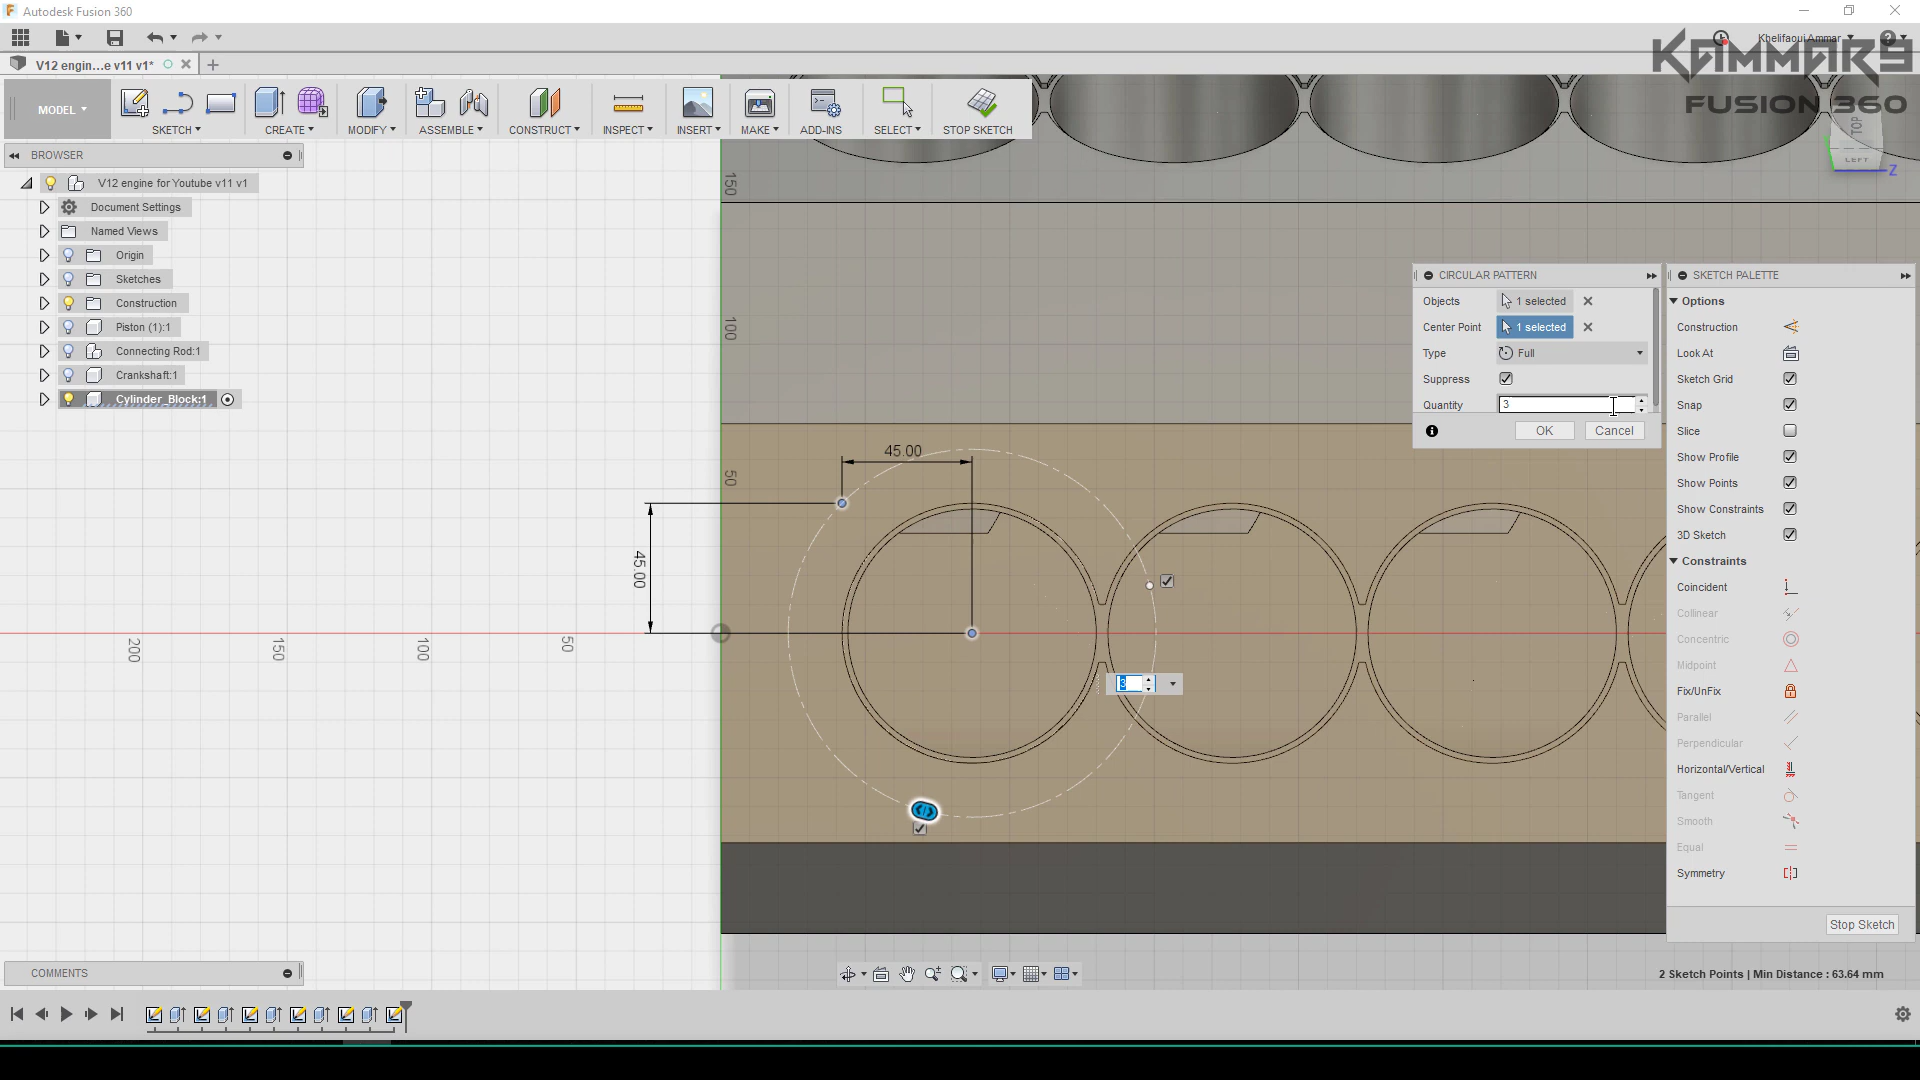 Autodesk Fusion 360
KAMMAR9
FUSION 360
Khelifaoui Ammar
V12 engin...e v11 v1*
MODEL
SKETCH
CREATE
MODIFY
ASSEMBLE
CONSTRUCT
INSPECT
INSERT
MAKE
ADD-INS
SELECT
STOP SKETCH
TOP
LEFT
Z
BROWSER
V12 engine for Youtube v11 v1
Document Settings
Named Views
Origin
Sketches
Construction
Piston (1):1
Connecting Rod:1
Crankshaft:1
Cylinder_Block:1
150
100
50
45.00
45.00
200
150
100
50
3
CIRCULAR PATTERN
Objects
1 selected
Center Point
1 selected
Type
Full
Suppress
Quantity
3
OK
Cancel
SKETCH PALETTE
Options
Construction
Look At
Sketch Grid
Snap
Slice
Show Profile
Show Points
Show Constraints
3D Sketch
Constraints
Coincident
Collinear
Concentric
Midpoint
Fix/UnFix
Parallel
Perpendicular
Horizontal/Vertical
Tangent
Smooth
Equal
Symmetry
Stop Sketch
COMMENTS
2 Sketch Points | Min Distance : 63.64 mm